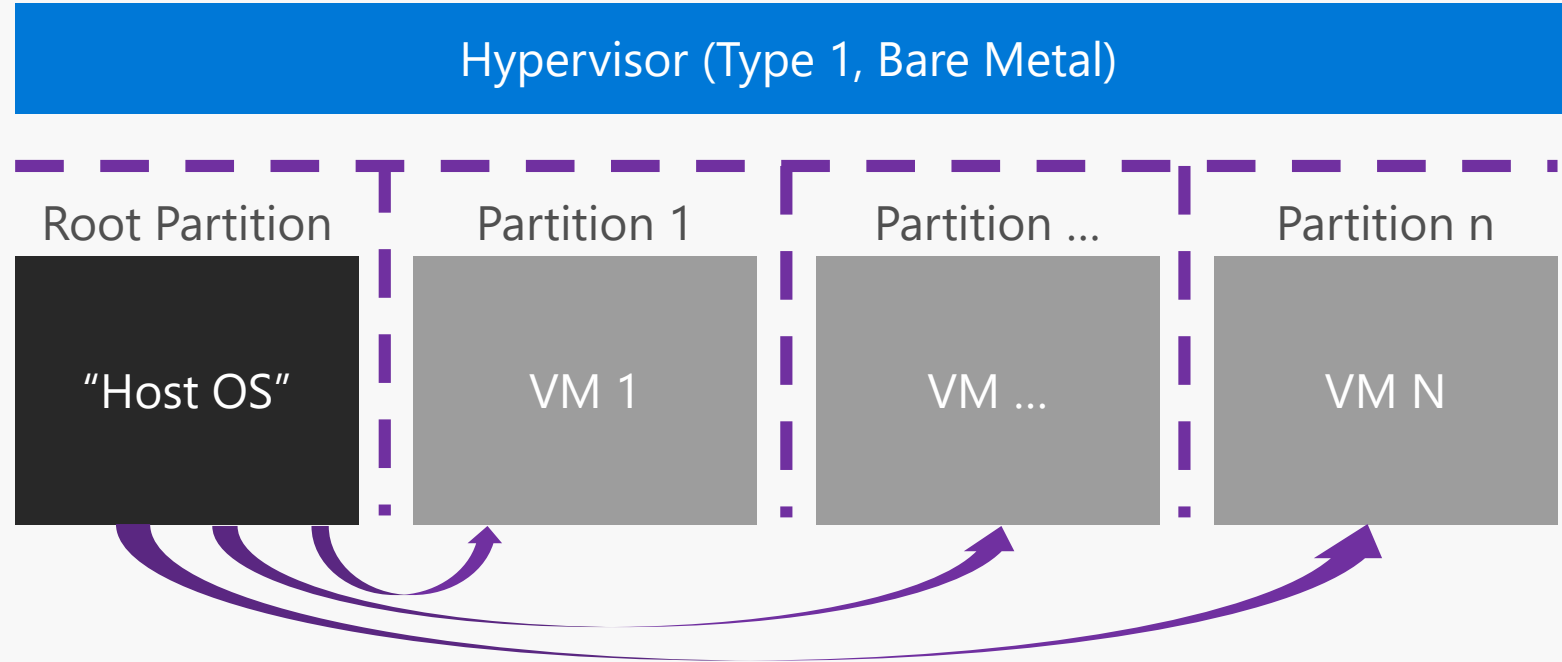 Hypervisor (Type 1, Bare Metal)
Root Partition
Partition 1
Partition ...
Partition n
“Host OS”
VM 1
VM ...
VM N